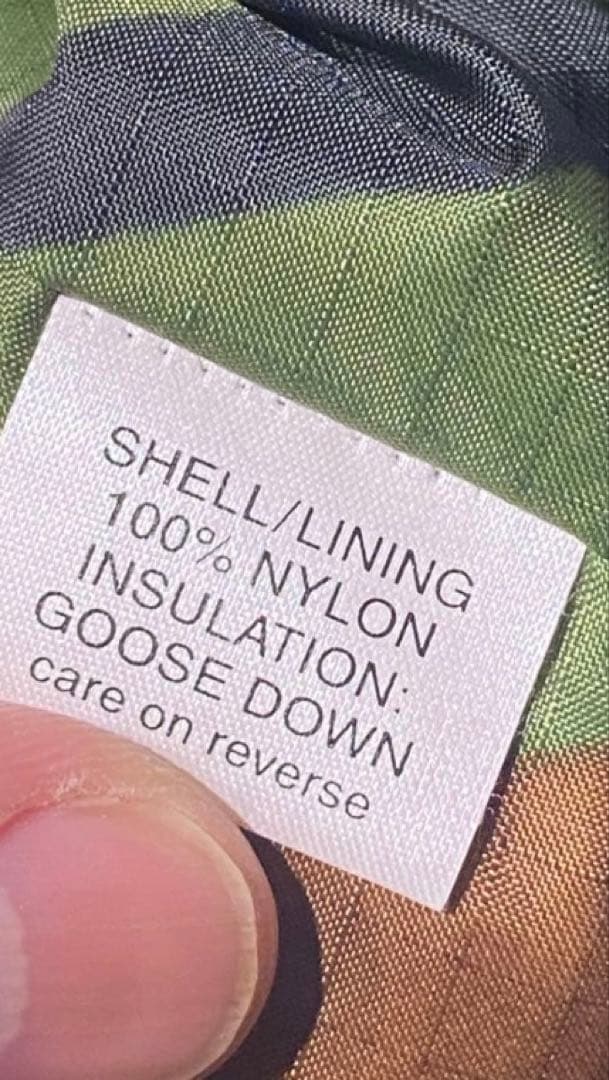 SHELL/LINING
100% NYLON
INSULATION:
GOOSE DOWN
care on reverse